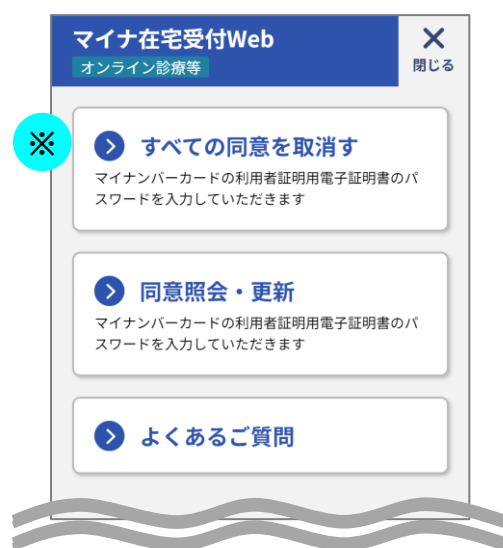 マイナ在宅受付Web
オンライン診療等
閉じる
※
すべての同意を取消す
マイナンバーカードの利用者証明用電子証明書のパ
スワードを入力していただきます
同意照会・更新
マイナンバーカードの利用者証明用電子証明書のパ
スワードを入力していただきます
よくあるご質問